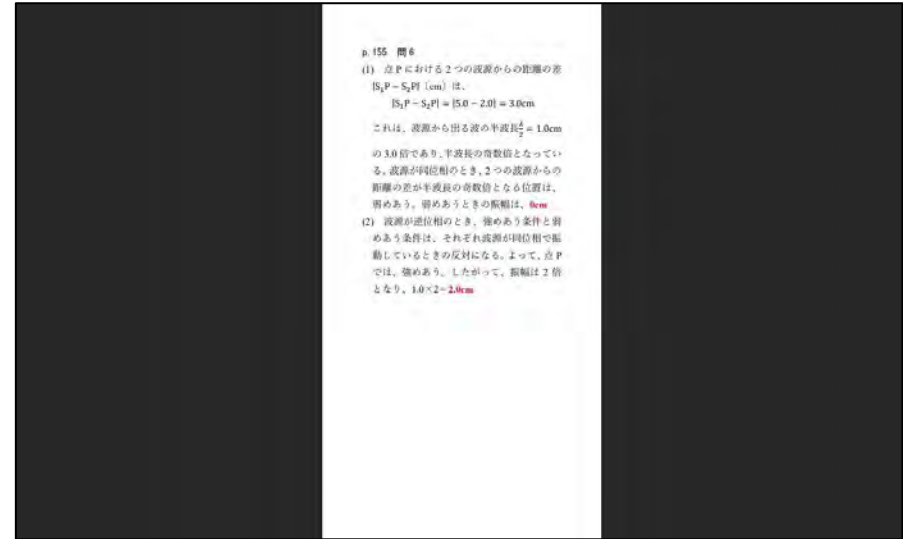 p. 155 問6
(1) 点Pにおける2つの波源からの距離の差
|S₁P − S₂P|〔cm〕は、
|S₁P − S₂P| = |5.0 − 2.0| = 3.0cm
これは、波源から出る波の半波長λ/2 = 1.0cm
の3.0倍であり、半波長の奇数倍となってい
る。波源が同位相のとき、2つの波源からの
距離の差が半波長の奇数倍となる位置は、
弱めあう。弱めあうときの振幅は、0cm
(2) 波源が逆位相のとき、強めあう条件と弱
めあう条件は、それぞれ波源が同位相で振
動しているときの反対になる。よって、点P
では、強めあう。したがって、振幅は2倍
となり、1.0×2=2.0cm